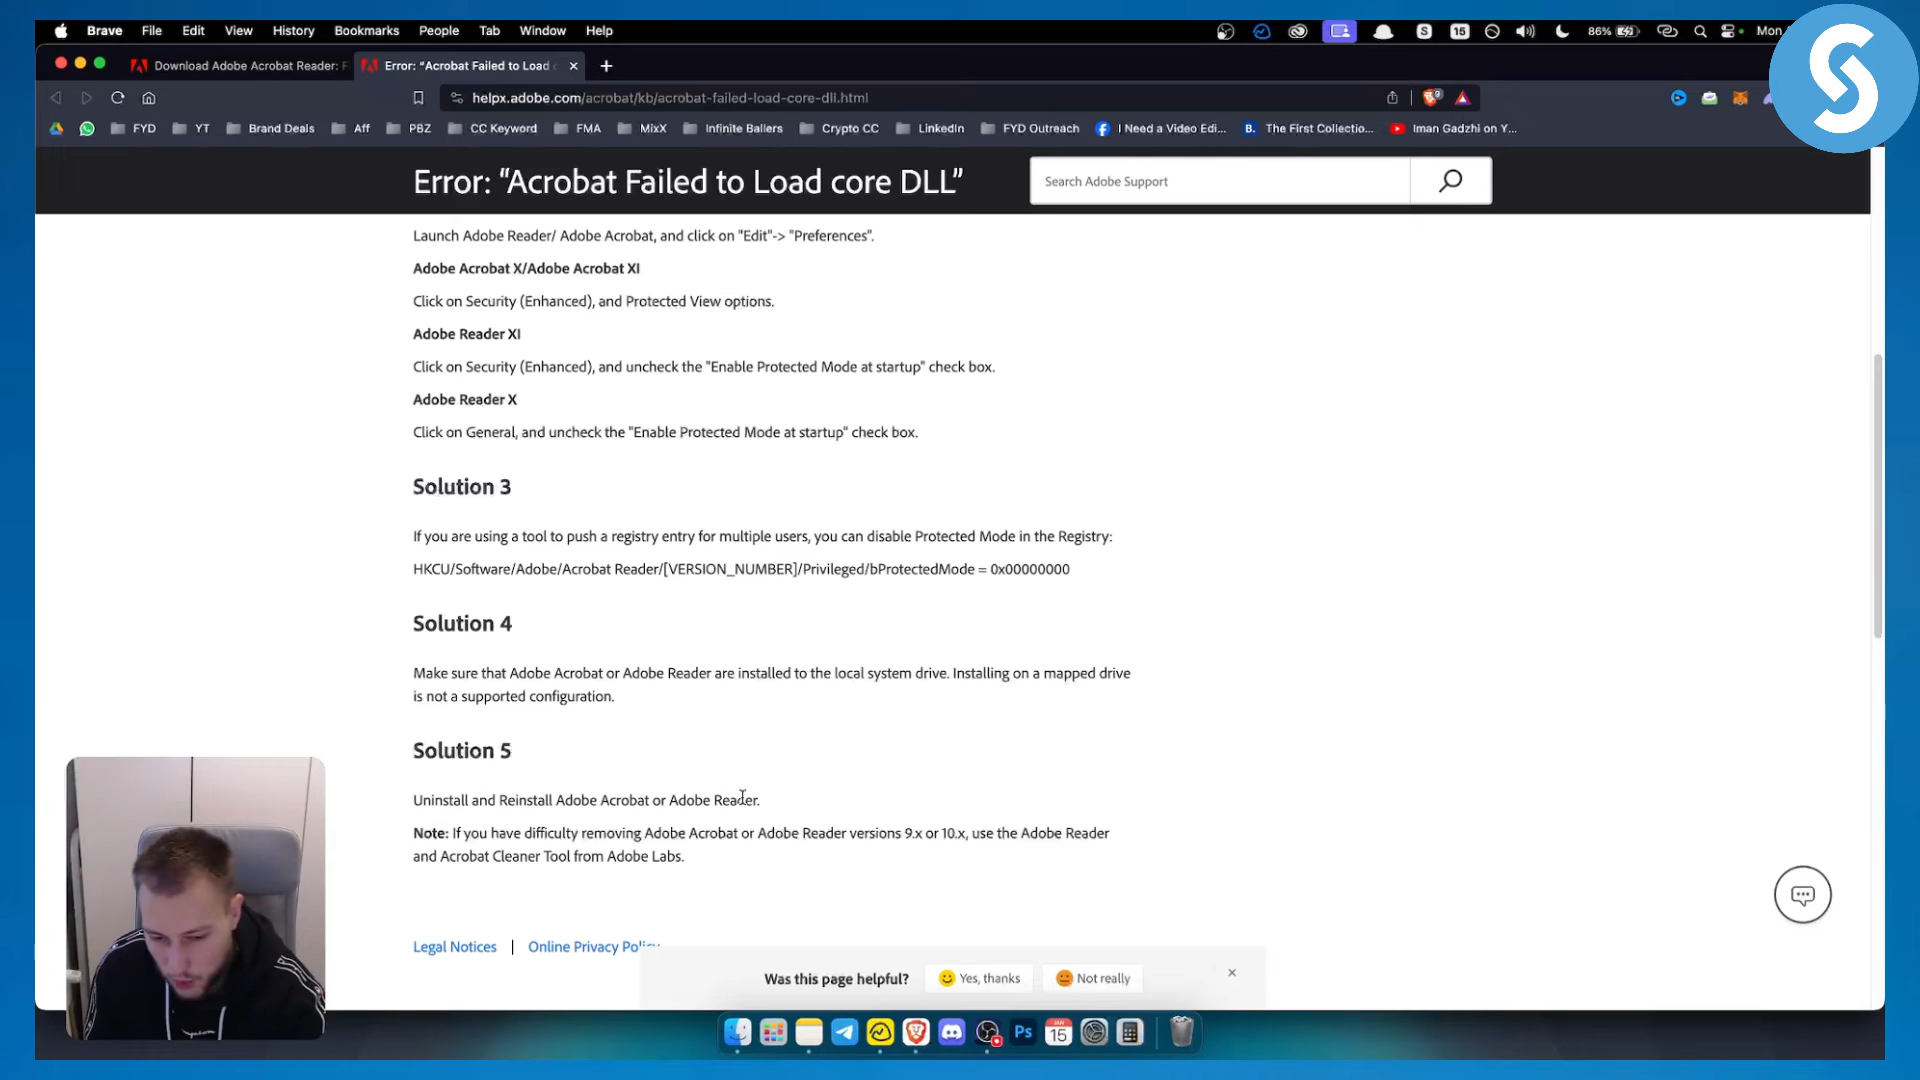 Brave File Edit View History Bookmarks People Tab Window Help 15 86% Mon
Download Adobe Acrobat Reader: F Error: “Acrobat Failed to Load c
helpx.adobe.com/acrobat/kb/acrobat-failed-load-core-dli.html 9
FYD YT Brand Deals Aff PBZ CC Keyword FMA MixX Infinite Ballers Crypto CC LinkedIn FYD Outreach I Need a Video Edi... B. The First Collectio... Iman Gadzhi on Y...
Error: “Acrobat Failed to Load core DLL” Search Adobe Support
Launch Adobe Reader/ Adobe Acrobat, and click on "Edit"-> "Preferences".
Adobe Acrobat X/Adobe Acrobat XI
Click on Security (Enhanced), and Protected View options.
Adobe Reader XI
Click on Security (Enhanced), and uncheck the "Enable Protected Mode at startup" check box.
Adobe Reader X
Click on General, and uncheck the "Enable Protected Mode at startup" check box.
Solution 3
If you are using a tool to push a registry entry for multiple users, you can disable Protected Mode in the Registry:
HKCU/Software/Adobe/Acrobat Reader/[VERSION_NUMBER]/Privileged/bProtectedMode = 0x00000000
Solution 4
Make sure that Adobe Acrobat or Adobe Reader are installed to the local system drive. Installing on a mapped drive
is not a supported configuration.
Solution 5
Uninstall and Reinstall Adobe Acrobat or Adobe Reader.
Note: If you have difficulty removing Adobe Acrobat or Adobe Reader versions 9.x or 10.x, use the Adobe Reader
and Acrobat Cleaner Tool from Adobe Labs.
Legal Notices | Online Privacy Policy
Was this page helpful? Yes, thanks Not really
Ps JAN 15